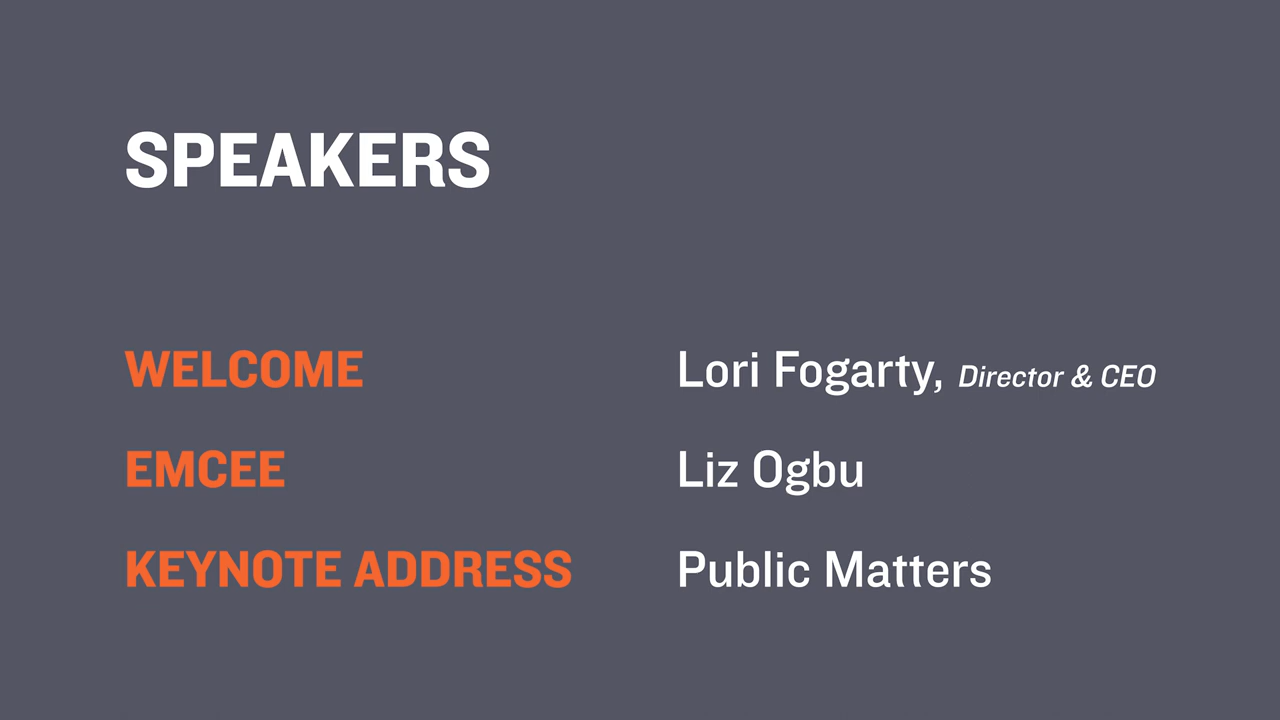 SPEAKERS
WELCOME Lori Fogarty, Director & CEO
EMCEE Liz Ogbu
KEYNOTE ADDRESS Public Matters